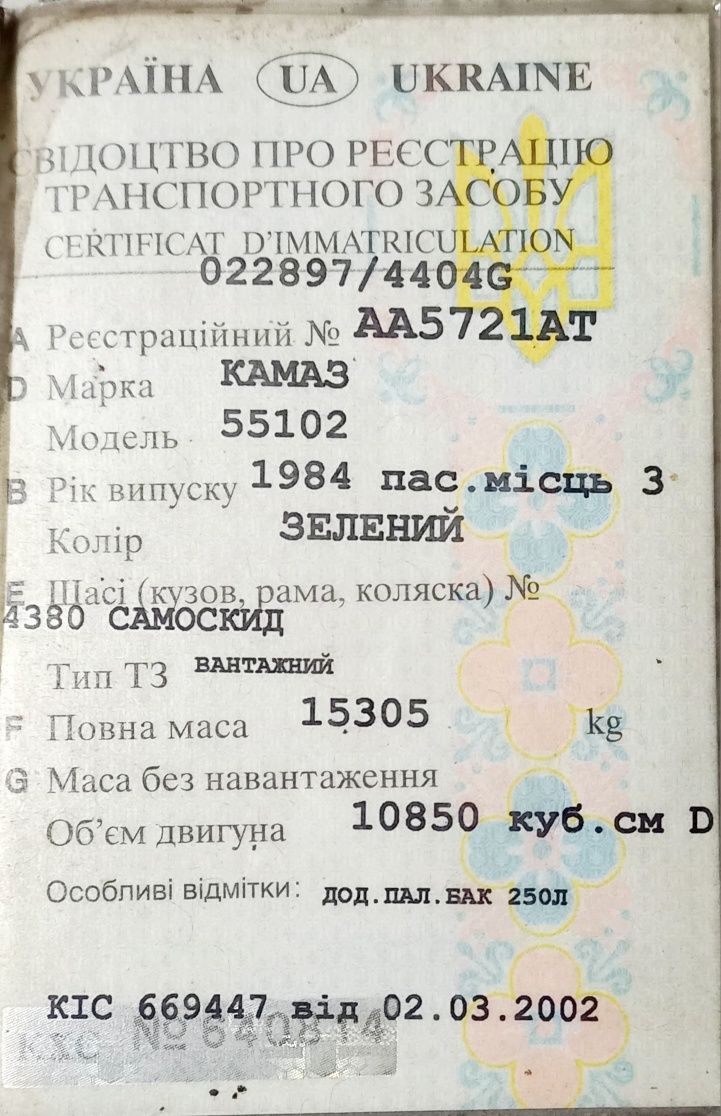 УКРАЇНА UA UKRAINE
СВІДОЦТВО ПРО РЕЄСТРАЦІЮ
ТРАНСПОРТНОГО ЗАСОБУ
CERTIFICAT D'IMMATRICULATION
022897/4404G
A Реєстраційний № АА5721АТ
D Марка КАМАЗ
Модель 55102
B Рік випуску 1984 пас.місць 3
Колір ЗЕЛЕНИЙ
E Шасі (кузов, рама, коляска) №
4380 САМОСКИД
Тип ТЗ ВАНТАЖНИЙ
F Повна маса 15305 kg
G Маса без навантаження
Об’єм двигуна 10850 куб.см D
Особливі відмітки: ДОД.ПАЛ.БАК 250Л
КІС 669447 від 02.03.2002
КІС № 640814